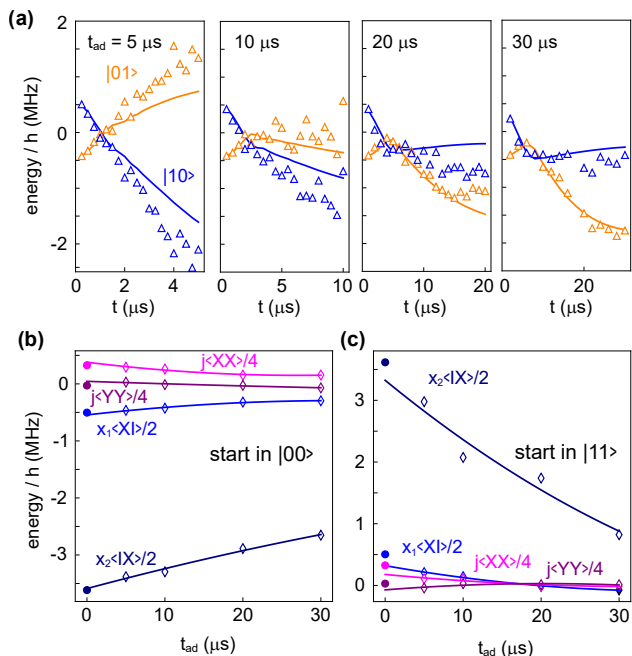 (a)
t_ad = 5 μs
10 μs
20 μs
30 μs
|01>
|10>
energy / h (MHz)
2
0
-2
0 2 4
0 5 10
0 10 20
0 10 20
t (μs)
t (μs)
t (μs)
t (μs)
(b)
j<XX>/4
j<YY>/4
x₁<XI>/2
start in |00>
x₂<IX>/2
energy / h (MHz)
0
-1
-2
-3
0 10 20 30
t_ad (μs)
(c)
x₂<IX>/2
start in |11>
x₁<XI>/2
j<XX>/4
j<YY>/4
3
2
1
0
0 10 20 30
t_ad (μs)